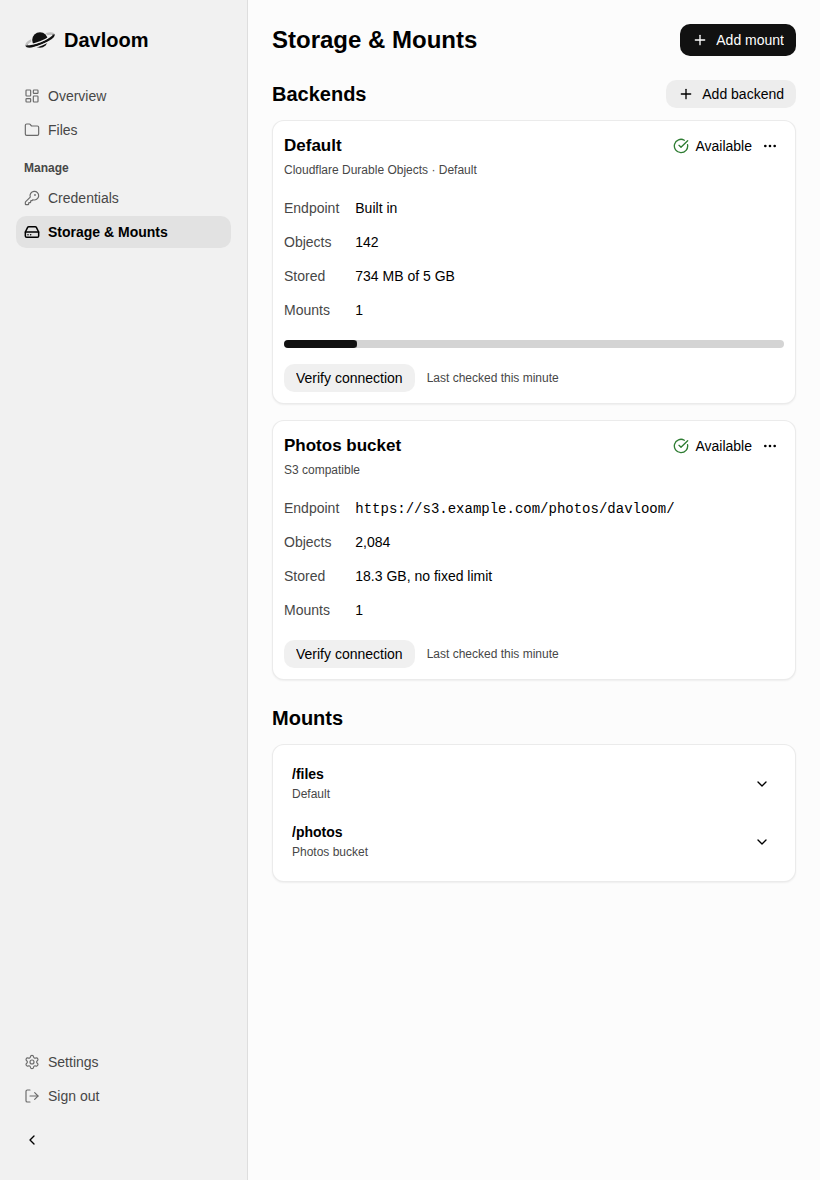 Davloom
Overview
Files
Manage
Credentials
Storage & Mounts
Settings
Sign out
Storage & Mounts
Add mount
Backends
Add backend
Default
Available
Cloudflare Durable Objects · Default
Endpoint Built in
Objects 142
Stored 734 MB of 5 GB
Mounts 1
Verify connection
Last checked this minute
Photos bucket
Available
S3 compatible
Endpoint https://s3.example.com/photos/davloom/
Objects 2,084
Stored 18.3 GB, no fixed limit
Mounts 1
Verify connection
Last checked this minute
Mounts
/files
Default
/photos
Photos bucket